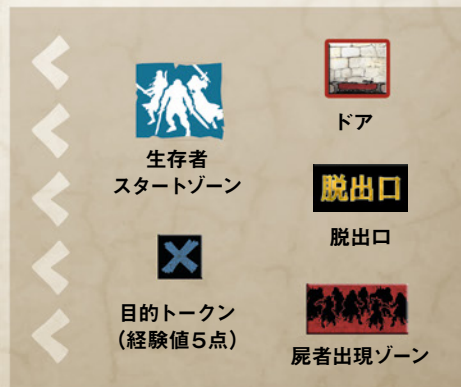 生存者
スタートゾーン
目的トークン
（経験値5点）
ドア
脱出口
脱出口
屍者出現ゾーン